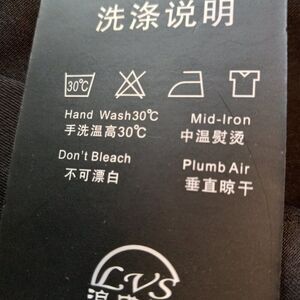 洗涤说明
30℃
Hand Wash30℃
手洗温高30℃
Mid-Iron
中温熨烫
Don't Bleach
不可漂白
Plumb Air
垂直晾干
LVS